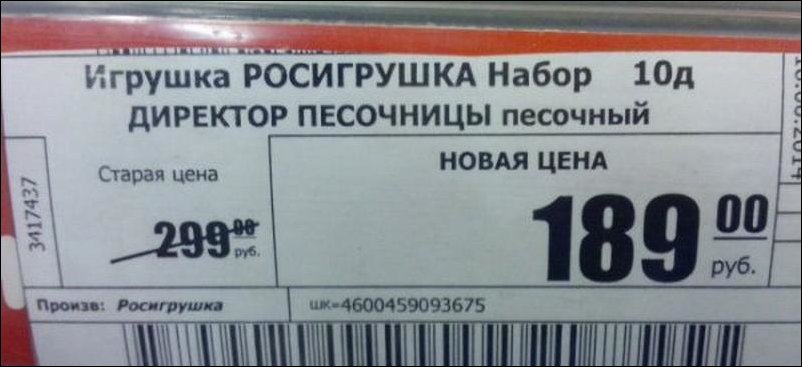 Игрушка РОСИГРУШКА Набор 10д
ДИРЕКТОР ПЕСОЧНИЦЫ песочный
Старая цена
299 00
руб.
НОВАЯ ЦЕНА
189 00
руб.
3417437
Произв: Росигрушка
шк=4600459093675